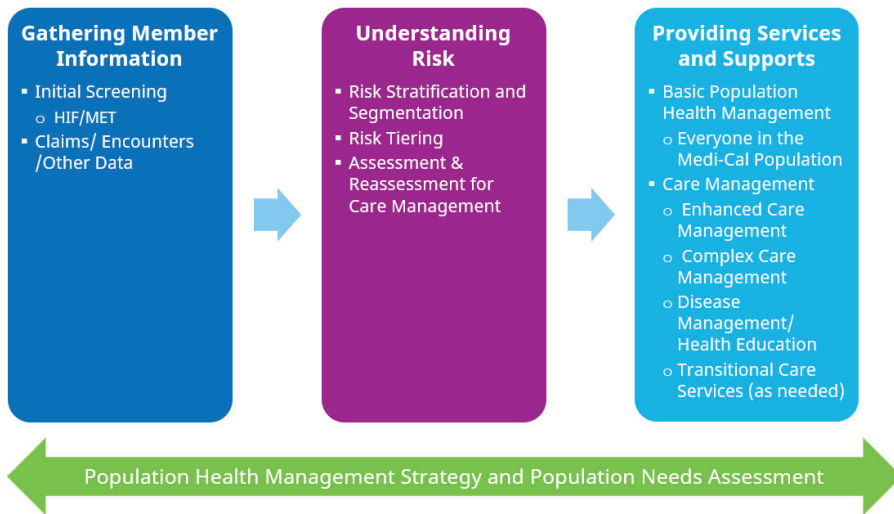 Gathering Member
Information
▪ Initial Screening
o HIF/MET
▪ Claims/ Encounters
/Other Data
Understanding
Risk
▪ Risk Stratification and
Segmentation
▪ Risk Tiering
▪ Assessment &
Reassessment for
Care Management
Providing Services
and Supports
▪ Basic Population
Health Management
o Everyone in the
Medi-Cal Population
▪ Care Management
o Enhanced Care
Management
o Complex Care
Management
o Disease
Management/
Health Education
o Transitional Care
Services (as needed)
Population Health Management Strategy and Population Needs Assessment